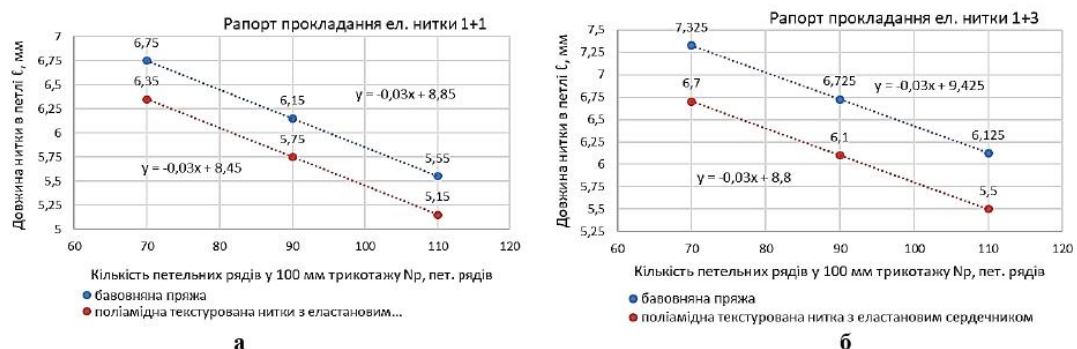 Рапорт прокладання ел. нитки 1+1
Довжина нитки в петлі ℓ, мм
7
6,75
6,5
6,25
6
5,75
5,5
5,25
5
6,75
6,35
6,15
5,75
5,55
5,15
y = -0,03x + 8,85
y = -0,03x + 8,45
60 70 80 90 100 110 120
Кількість петельних рядів у 100 мм трикотажу Np, пет. рядів
бавовняна пряжа
поліамідна текстурована нитки з еластановим...
а
Рапорт прокладання ел. нитки 1+3
Довжина нитки в петлі ℓ, мм
7,5
7,25
7
6,75
6,5
6,25
6
5,75
5,5
5,25
7,325
6,7
6,725
6,1
6,125
5,5
y = -0,03x + 9,425
y = -0,03x + 8,8
60 70 80 90 100 110 120
Кількість петельних рядів у 100 мм трикотажу Np, пет. рядів
бавовняна пряжа
поліамідна текстурована нитка з еластановим сердечником
б